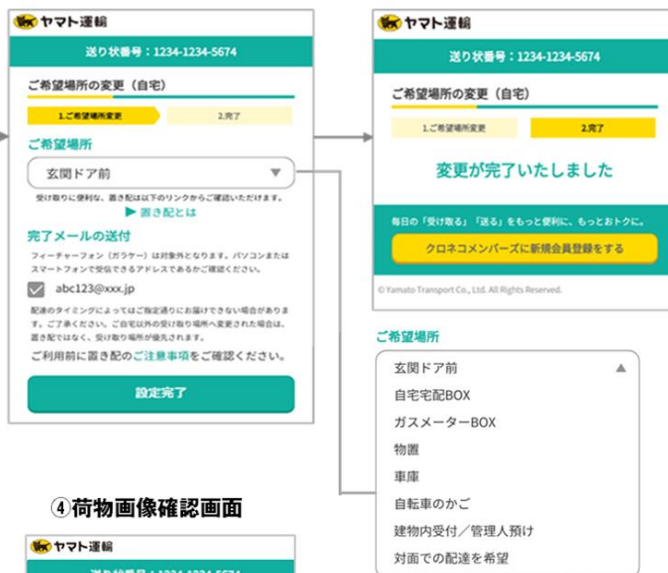 ヤマト運輸
送り状番号：1234-1234-5674
ご希望場所の変更（自宅）
1.ご希望場所変更
2.完了
ご希望場所
玄関ドア前
▼
受け取りに便利な、置き配は以下のリンクからご確認いただけます。
▶ 置き配とは
完了メールの送付
フィーチャーフォン（ガラケー）は対象外となります。パソコンまたは
スマートフォンで受信できるアドレスであるかご確認ください。
abc123@xxx.jp
配達のタイミングによってはご指定通りにお届けできない場合がありま
す。ご了承ください。ご自宅以外の受け取り場所へ変更された場合は、
置き配ではなく、受け取り場所が優先されます。
ご利用前に置き配のご注意事項をご確認ください。
設定完了
④荷物画像確認画面
ヤマト運輸
送り状番号：1234-1234-5674
ヤマト運輸
送り状番号：1234-1234-5674
ご希望場所の変更（自宅）
1.ご希望場所変更
2.完了
変更が完了いたしました
毎日の「受け取る」「送る」をもっと便利に、もっとおトクに。
クロネコメンバーズに新規会員登録をする
© Yamato Transport Co., Ltd. All Rights Reserved.
ご希望場所
玄関ドア前
▲
自宅宅配BOX
ガスメーターBOX
物置
車庫
自転車のかご
建物内受付／管理人預け
対面での配達を希望